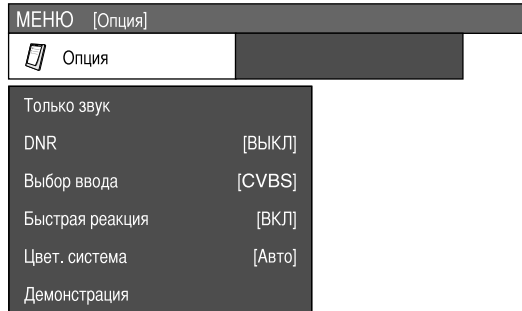 МЕНЮ [Опция]
Опция
Только звук
DNR [ВЫКЛ]
Выбор ввода [CVBS]
Быстрая реакция [ВКЛ]
Цвет. система [Авто]
Демонстрация